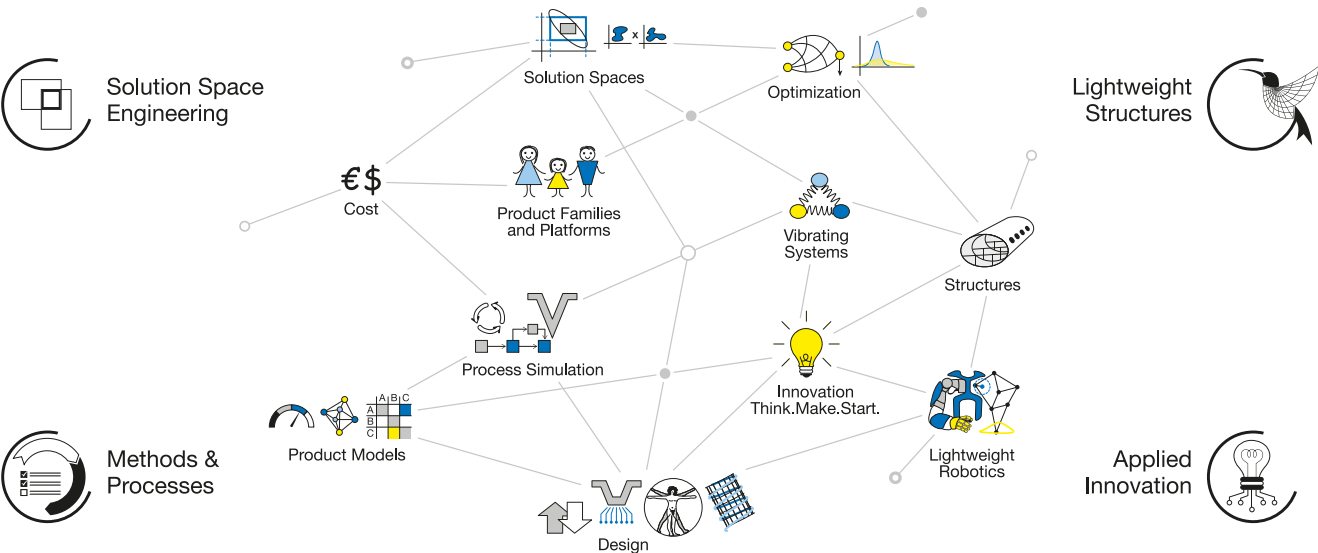 Solution Space
Engineering
Solution Spaces
x
Optimization
Lightweight
Structures
€$
Cost
Product Families
and Platforms
Vibrating
Systems
Structures
Process Simulation
Innovation
Think.Make.Start.
A B C
A
B
C
Product Models
Lightweight
Robotics
Methods &
Processes
Applied
Innovation
Design